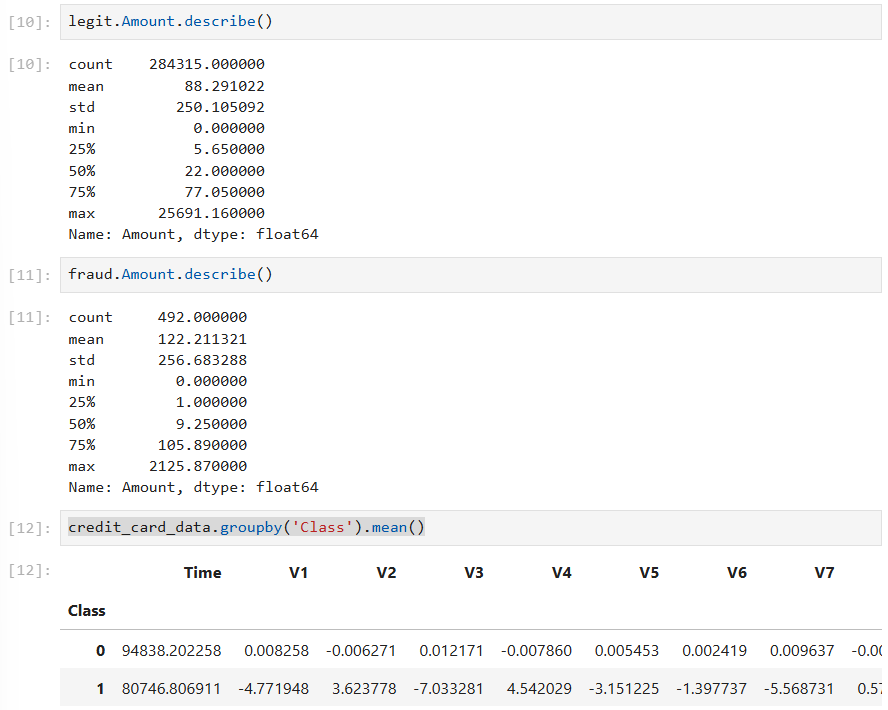 [10]: legit.Amount.describe()
[10]: count 284315.000000
mean 88.291022
std 250.105092
min 0.000000
25% 5.650000
50% 22.000000
75% 77.050000
max 25691.160000
Name: Amount, dtype: float64
[11]: fraud.Amount.describe()
[11]: count 492.000000
mean 122.211321
std 256.683288
min 0.000000
25% 1.000000
50% 9.250000
75% 105.890000
max 2125.870000
Name: Amount, dtype: float64
[12]: credit_card_data.groupby('Class').mean()
[12]: Time V1 V2 V3 V4 V5 V6 V7
Class
0 94838.202258 0.008258 -0.006271 0.012171 -0.007860 0.005453 0.002419 0.009637 -0.00
1 80746.806911 -4.771948 3.623778 -7.033281 4.542029 -3.151225 -1.397737 -5.568731 0.57